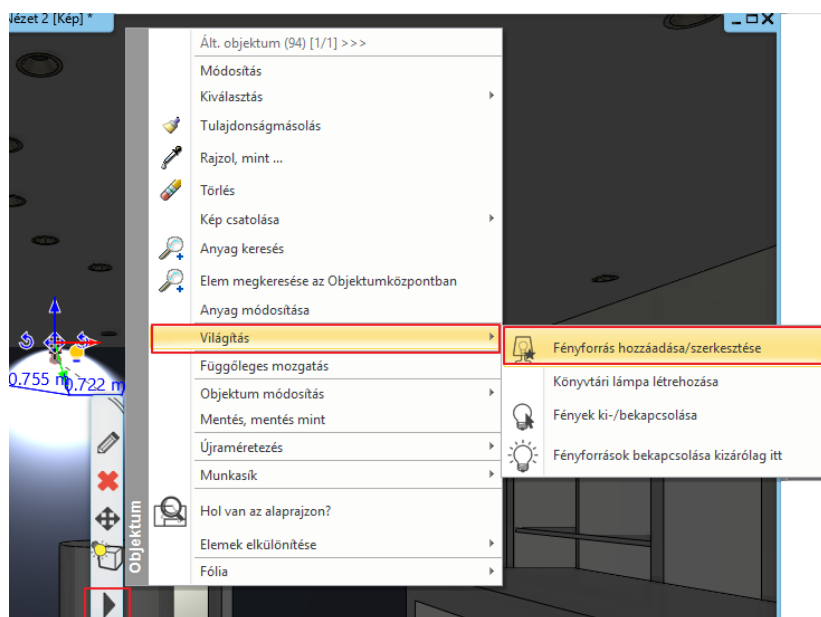 Nézet 2 [Kép] *
Ált. objektum (94) [1/1] >>>
Módosítás
Kiválasztás
Tulajdonságmásolás
Rajzol, mint ...
Törlés
Kép csatolása
Anyag keresés
Elem megkeresése az Objektumközpontban
Anyag módosítása
Világítás
Függőleges mozgatás
Objektum módosítás
Mentés, mentés mint
Újraméretezés
Munkasík
Hol van az alaprajzon?
Elemek elkülönítése
Fólia
Objektum
Fényforrás hozzáadása/szerkesztése
Könyvtári lámpa létrehozása
Fények ki-/bekapcsolása
Fényforrások bekapcsolása kizárólag itt
0.755 m
0.722 m